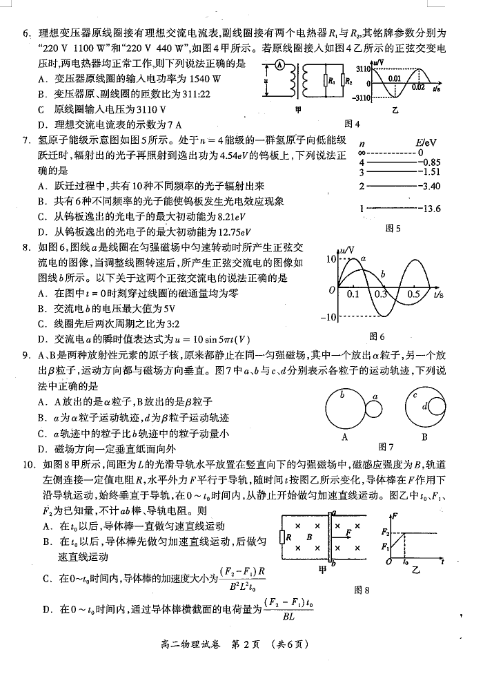 6．理想变压器原线圈接有理想交流电流表,副线圈接有两个电热器R₁与R₂,其铭牌参数分别为
“220 V 1100 W”和“220 V 440 W”,如图4甲所示。若原线圈接入如图4乙所示的正弦交变电
压时,两电热器均正常工作,则下列说法正确的是
A．变压器原线圈的输入电功率为 1540 W
B．变压器原、副线圈的匝数比为311:22
C 原线圈输入电压为3110 V
D．理想交流电流表的示数为7 A
A
u
R₁
R₂
甲
u/V
3110
0
-3110
0.01
0.02
t/s
乙
图4
7．氢原子能级示意图如图5所示。处于n = 4能级的一群氢原子向低能级
跃迁时,辐射出的光子再照射到逸出功为4.54eV的钨板上,下列说法正
确的是
A．跃迁过程中,共有10种不同频率的光子辐射出来
B．共有6种不同频率的光子能使钨板发生光电效应现象
C．从钨板逸出的光电子的最大初动能为8.21eV
D．从钨板逸出的光电子的最大初动能为12.75eV
n E/eV
∞ 0
4 -0.85
3 -1.51
2 -3.40
1 -13.6
图5
8．如图6,图线a是线圈在匀强磁场中匀速转动时所产生正弦交
流电的图像,当调整线圈转速后,所产生正弦交流电的图像如
图线b所示。以下关于这两个正弦交流电的说法正确的是
A．在图中t = 0时刻穿过线圈的磁通量均为零
B．交流电b的电压最大值为5V
C．线圈先后两次周期之比为3:2
D．交流电a的瞬时值表达式为u = 10 sin 5πt(V)
u/V
10
a
b
O
0.1
0.3
0.5
t/s
-10
图6
9．A、B是两种放射性元素的原子核,原来都静止在同一匀强磁场,其中一个放出α粒子,另一个放
出β粒子,运动方向都与磁场方向垂直。图7中a、b与c、d分别表示各粒子的运动轨迹,下列说
法中正确的是
A．A放出的是α粒子,B放出的是β粒子
B．a为α粒子运动轨迹,d为β粒子运动轨迹
C．a轨迹中的粒子比b轨迹中的粒子动量小
D．磁场方向一定垂直纸面向外
b
a
c
d
A
B
图7
10．如图8甲所示,间距为L的光滑导轨水平放置在竖直向下的匀强磁场中,磁感应强度为B,轨道
左侧连接一定值电阻R,水平外力F平行于导轨,随时间t按图乙所示变化,导体棒在F作用下
沿导轨运动,始终垂直于导轨,在0～t₀时间内,从静止开始做匀加速直线运动。图乙中t₀、F₁、
F₂为已知量,不计ab棒、导轨电阻。则
A．在t₀以后,导体棒一直做匀速直线运动
B．在t₀以后,导体棒先做匀加速直线运动,后做匀
速直线运动
C．在0~t₀时间内,导体棒的加速度大小为(F₂-F₁)R/B²L²t₀
D．在0～t₀时间内,通过导体棒横截面的电荷量为(F₂ - F₁)t₀/BL
R
B
F
a
b
甲
F
F₂
F₁
O
t₀
t
乙
图8
高二物理试卷 第2页 (共6页)